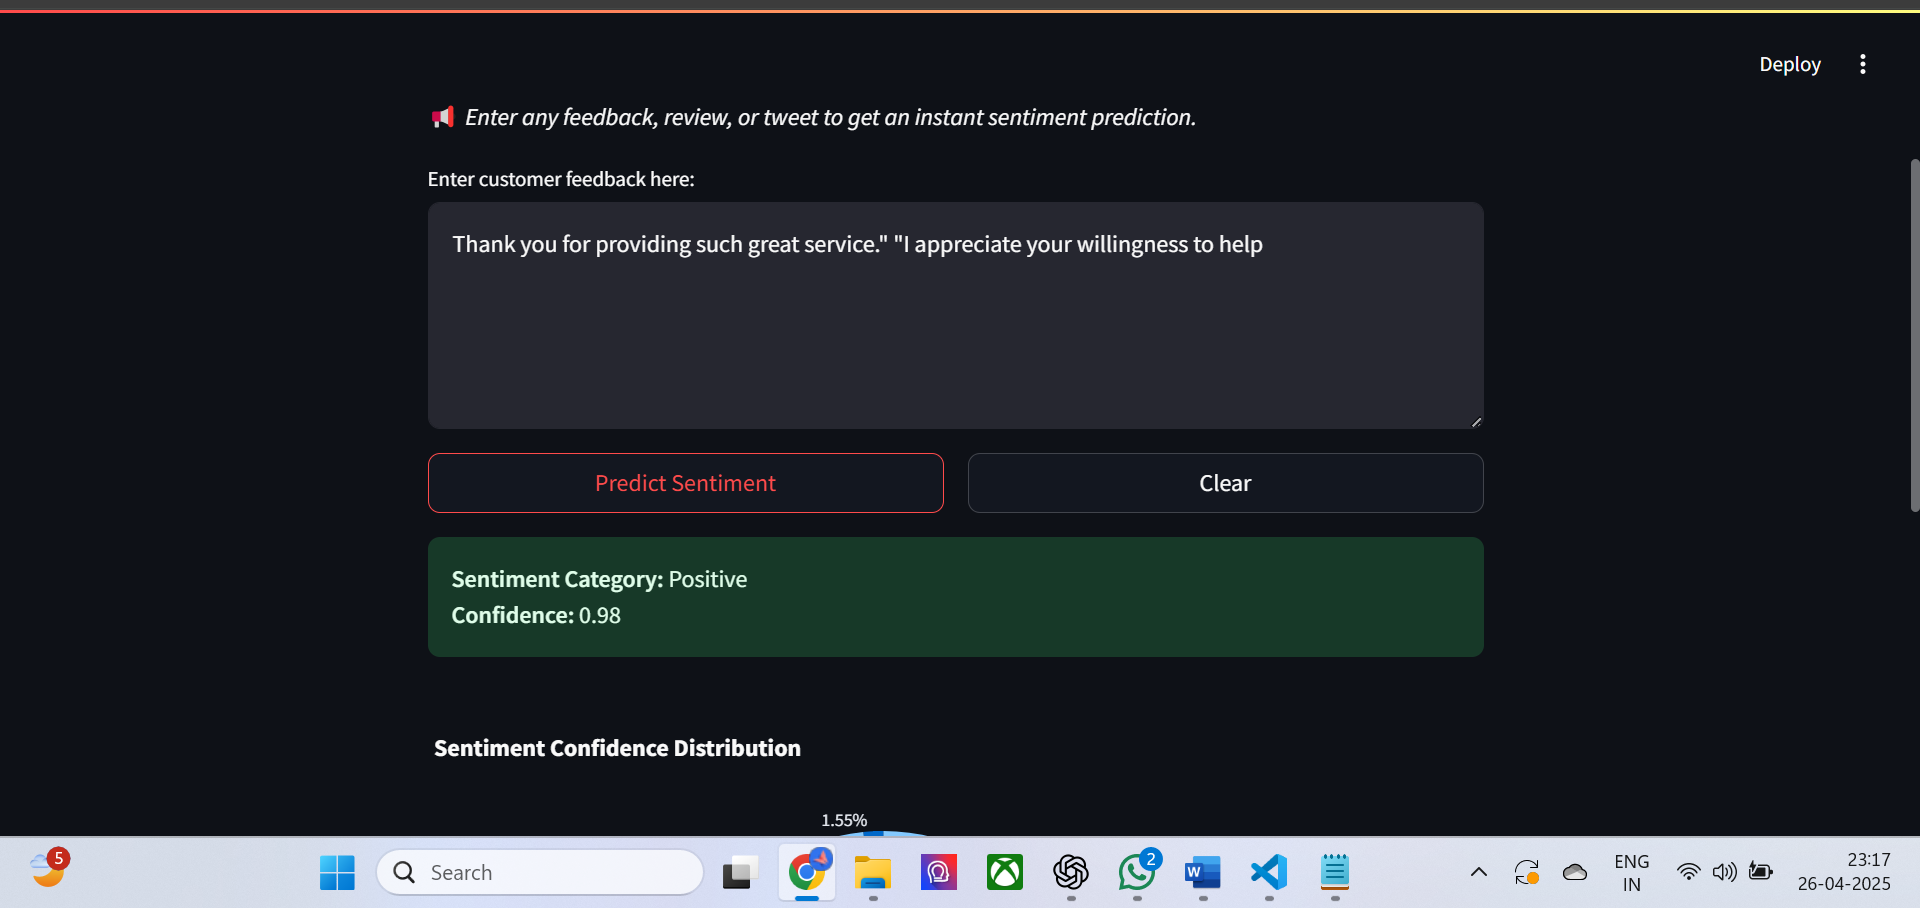 Deploy
Enter any feedback, review, or tweet to get an instant sentiment prediction.
Enter customer feedback here:
Thank you for providing such great service." "I appreciate your willingness to help
Predict Sentiment
Clear
Sentiment Category: Positive
Confidence: 0.98
Sentiment Confidence Distribution
1.55%
5
Search
2
W
ENG
IN
23:17
26-04-2025